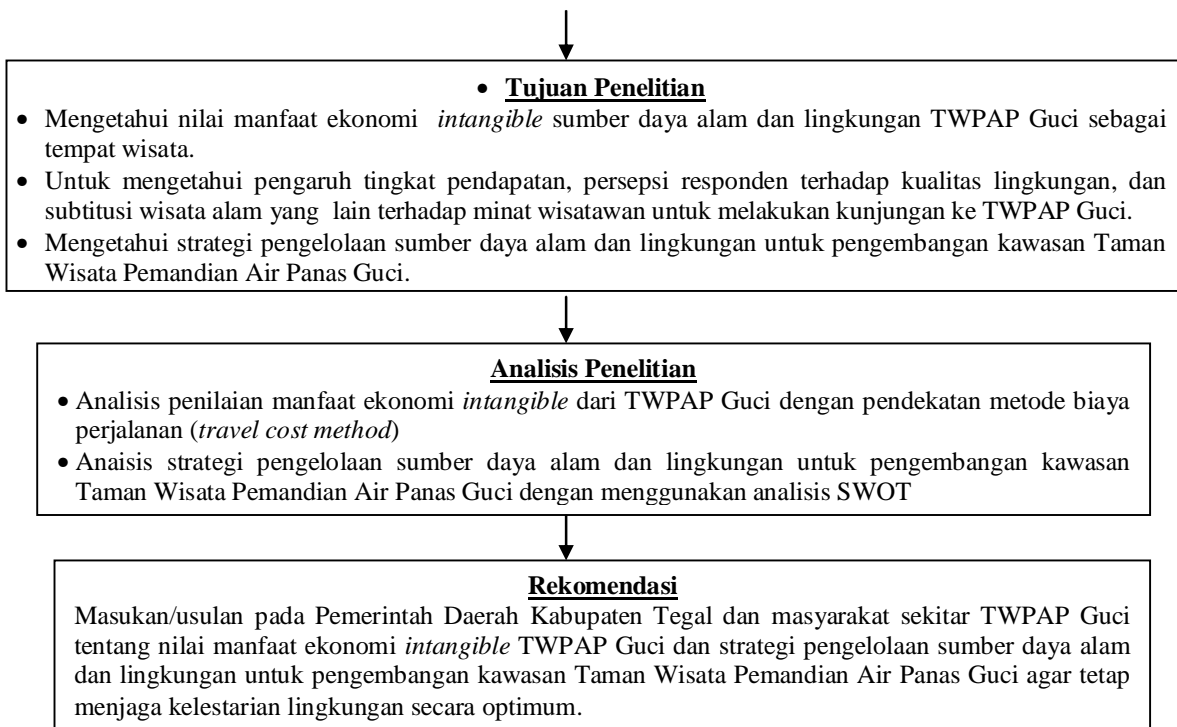 • Tujuan Penelitian
• Mengetahui nilai manfaat ekonomi intangible sumber daya alam dan lingkungan TWPAP Guci sebagai
tempat wisata.
• Untuk mengetahui pengaruh tingkat pendapatan, persepsi responden terhadap kualitas lingkungan, dan
subtitusi wisata alam yang lain terhadap minat wisatawan untuk melakukan kunjungan ke TWPAP Guci.
• Mengetahui strategi pengelolaan sumber daya alam dan lingkungan untuk pengembangan kawasan Taman
Wisata Pemandian Air Panas Guci.
Analisis Penelitian
• Analisis penilaian manfaat ekonomi intangible dari TWPAP Guci dengan pendekatan metode biaya
perjalanan (travel cost method)
• Anaisis strategi pengelolaan sumber daya alam dan lingkungan untuk pengembangan kawasan
Taman Wisata Pemandian Air Panas Guci dengan menggunakan analisis SWOT
Rekomendasi
Masukan/usulan pada Pemerintah Daerah Kabupaten Tegal dan masyarakat sekitar TWPAP Guci
tentang nilai manfaat ekonomi intangible TWPAP Guci dan strategi pengelolaan sumber daya alam
dan lingkungan untuk pengembangan kawasan Taman Wisata Pemandian Air Panas Guci agar tetap
menjaga kelestarian lingkungan secara optimum.